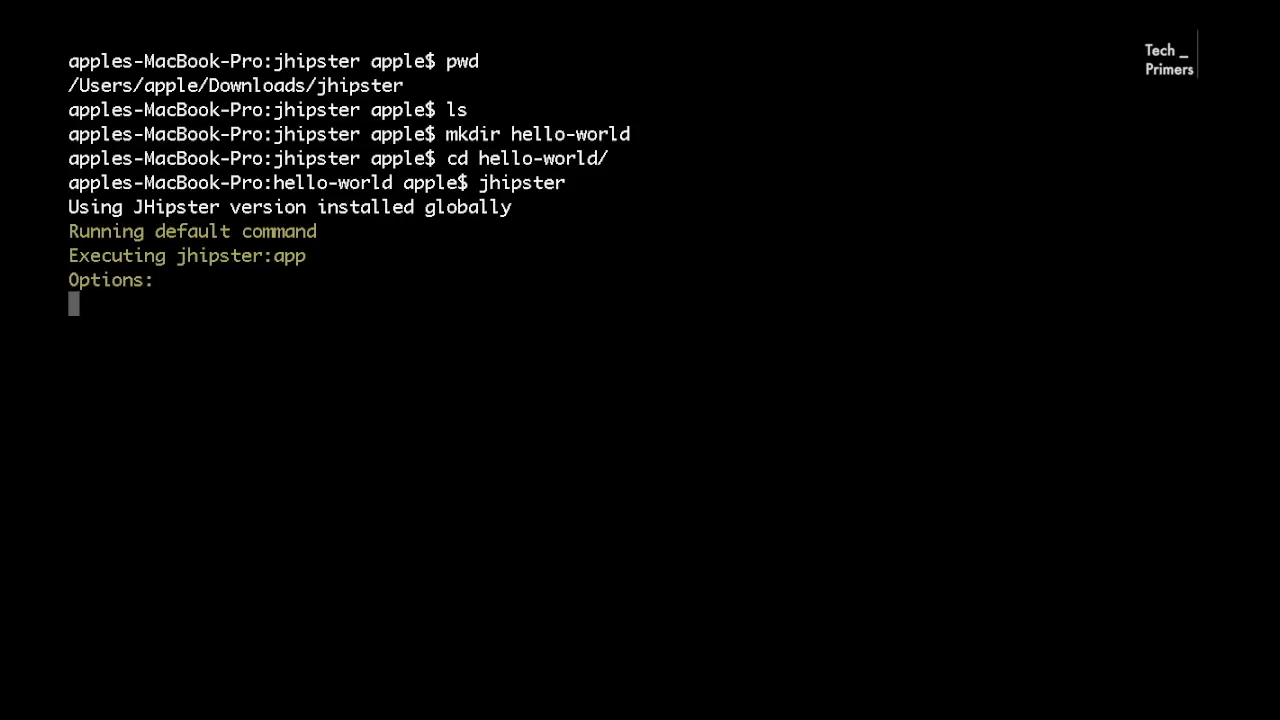 apples-MacBook-Pro:jhipster apple$ pwd
/Users/apple/Downloads/jhipster
apples-MacBook-Pro:jhipster apple$ ls
apples-MacBook-Pro:jhipster apple$ mkdir hello-world
apples-MacBook-Pro:jhipster apple$ cd hello-world/
apples-MacBook-Pro:hello-world apple$ jhipster
Using JHipster version installed globally
Running default command
Executing jhipster:app
Options:
Tech _
Primers